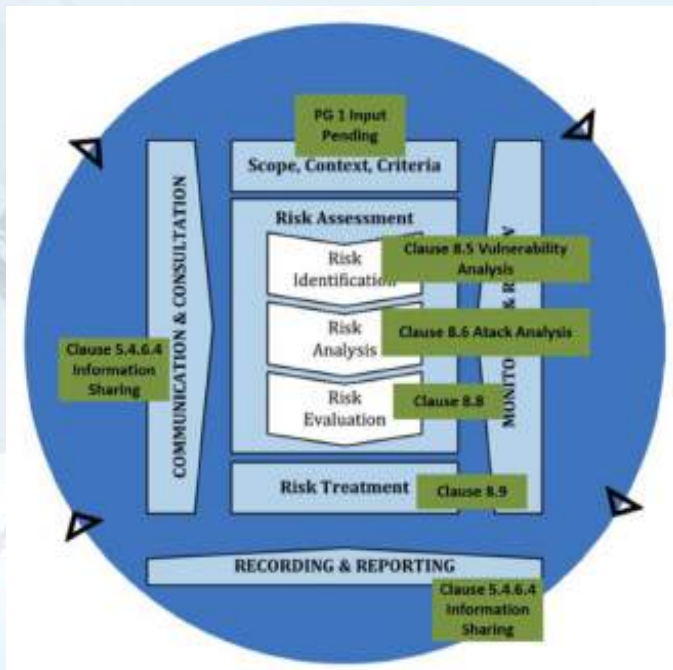 PG 1 Input
Pending
Scope, Context, Criteria
Risk Assessment
Risk
Identification
Clause 8.5 Vulnerability
Analysis
Risk
Analysis
Clause 8.6 Atack Analysis
Risk
Evaluation
Clause 8.8
Risk Treatment
Clause 8.9
COMMUNICATION & CONSULTATION
Clause 5.4.6.4
Information
Sharing
& R
RECORDING & REPORTING
Clause 5.4.6.4
Information
Sharing